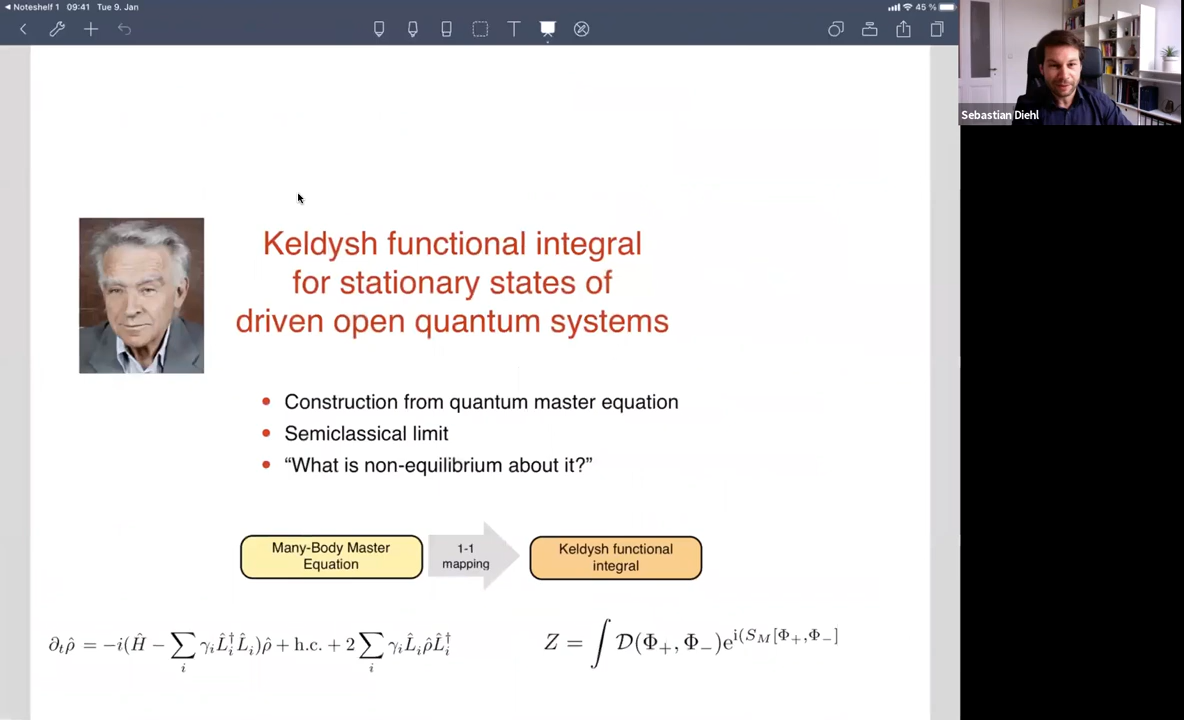 Noteshelf 1 09:41 Tue 9. Jan 45 %
Sebastian Diehl
Keldysh functional integral
for stationary states of
driven open quantum systems
• Construction from quantum master equation
• Semiclassical limit
• “What is non-equilibrium about it?”
Many-Body Master
Equation
1-1
mapping
Keldysh functional
integral
∂_t ρ̂ = −i(Ĥ − ∑_i γ_i L̂_i^† L̂_i)ρ̂ + h.c. + 2 ∑_i γ_i L̂_i ρ̂ L̂_i^†
Z = ∫ 𝒟(Φ_+, Φ_−)e^{i(S_M[Φ_+,Φ_−]}